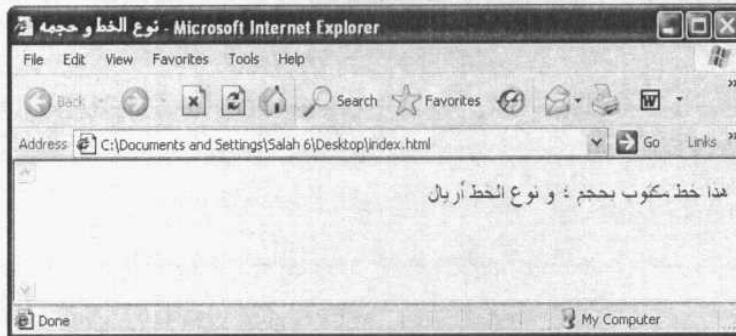 نوع الخط و حجمه - Microsoft Internet Explorer
File Edit View Favorites Tools Help
Back Search Favorites
Address C:\Documents and Settings\Salah 6\Desktop\index.html Go Links
هذا خط مكتوب بحجم ٤ و نوع الخط أريال
Done My Computer